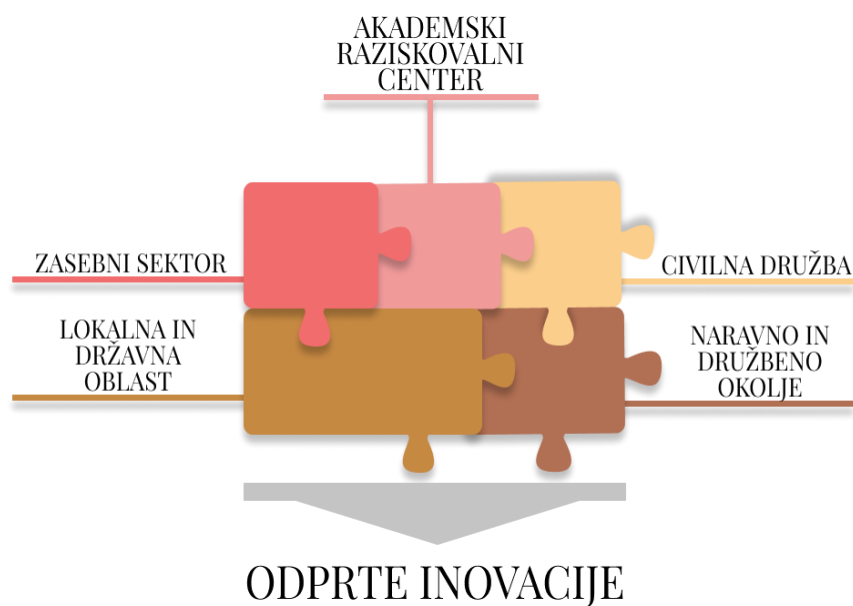 AKADEMSKI
RAZISKOVALNI
CENTER
ZASEBNI SEKTOR
CIVILNA DRUŽBA
LOKALNA IN
DRŽAVNA
OBLAST
NARAVNO IN
DRUŽBENO
OKOLJE
ODPRTE INOVACIJE